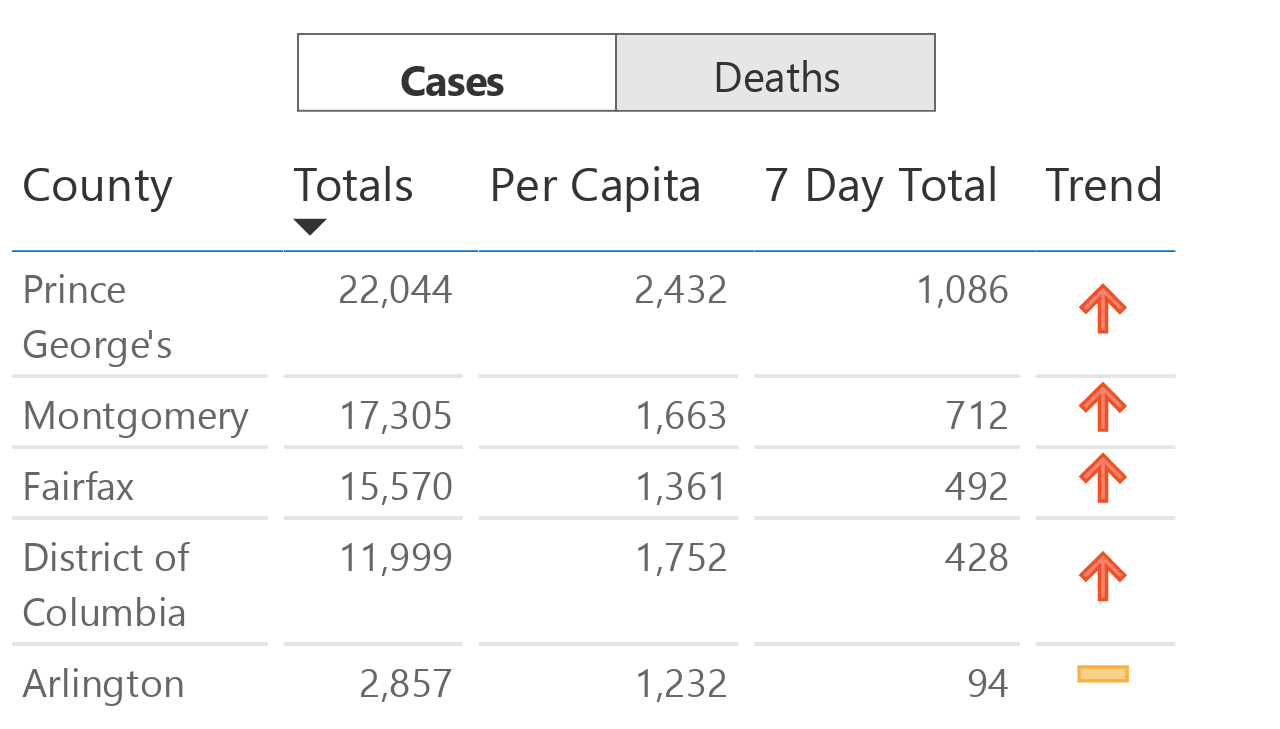 Cases Deaths
County Totals Per Capita 7 Day Total Trend
Prince 22,044 2,432 1,086
George's
Montgomery 17,305 1,663 712
Fairfax 15,570 1,361 492
District of 11,999 1,752 428
Columbia
Arlington 2,857 1,232 94